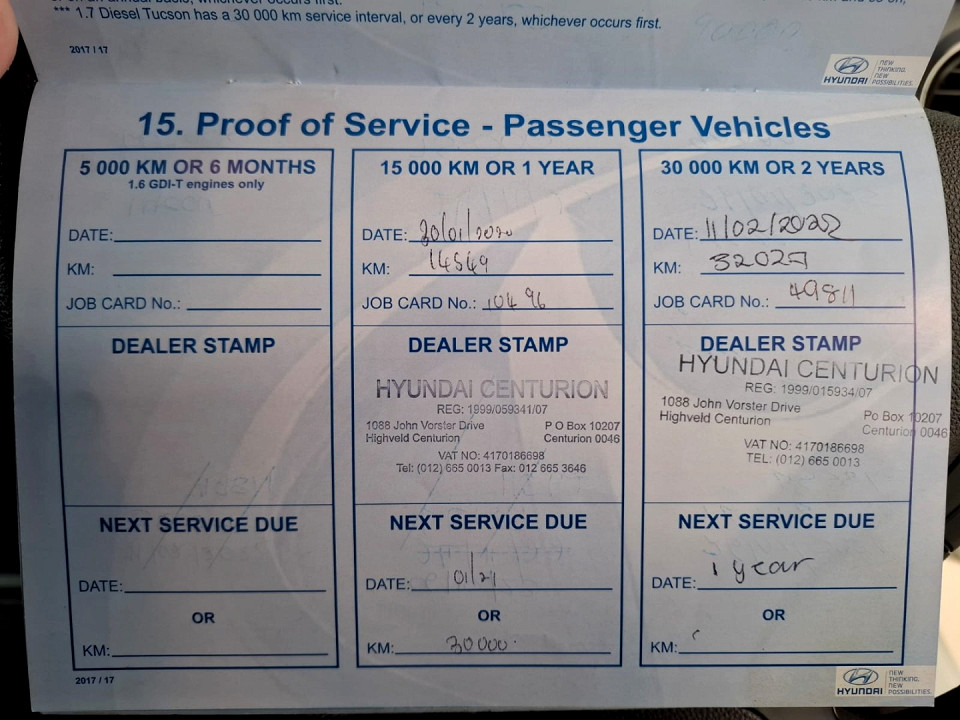 *** 1.7 Diesel Tucson has a 30 000 km service interval, or every 2 years, whichever occurs first.
2017 / 17
HYUNDAI
NEW THINKING. NEW POSSIBILITIES.
15. Proof of Service - Passenger Vehicles
5 000 KM OR 6 MONTHS
1.6 GDI-T engines only
DATE:
KM:
JOB CARD No.:
DEALER STAMP
NEXT SERVICE DUE
DATE:
OR
KM:
15 000 KM OR 1 YEAR
DATE: 30/01/2020
KM: 14549
JOB CARD No.: 10496
DEALER STAMP
HYUNDAI CENTURION
REG: 1999/059341/07
1088 John Vorster Drive P O Box 10207
Highveld Centurion Centurion 0046
VAT NO: 4170186698
Tel: (012) 665 0013 Fax: 012 665 3646
NEXT SERVICE DUE
DATE: 01/21
OR
KM: 30000
30 000 KM OR 2 YEARS
DATE: 11/02/2022
KM: 32027
JOB CARD No.: 49811
DEALER STAMP
HYUNDAI CENTURION
REG: 1999/015934/07
1088 John Vorster Drive Po Box 10207
Highveld Centurion Centurion 0046
VAT NO: 4170186698
TEL: (012) 665 0013
NEXT SERVICE DUE
DATE: 1 year
OR
KM:
2017 / 17
HYUNDAI
NEW THINKING. NEW POSSIBILITIES.